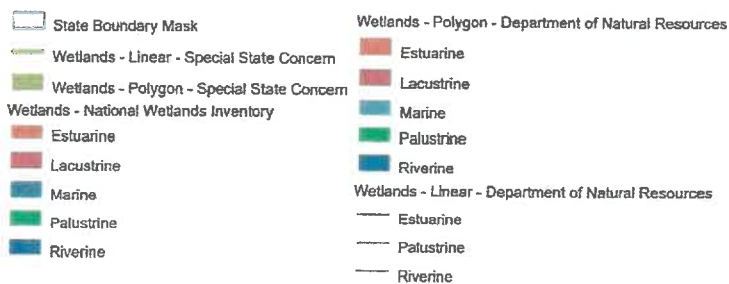 State Boundary Mask
Wetlands - Linear - Special State Concern
Wetlands - Polygon - Special State Concern
Wetlands - National Wetlands Inventory
Estuarine
Lacustrine
Marine
Palustrine
Riverine
Wetlands - Polygon - Department of Natural Resources
Estuarine
Lacustrine
Marine
Palustrine
Riverine
Wetlands - Linear - Department of Natural Resources
Estuarine
Palustrine
Riverine